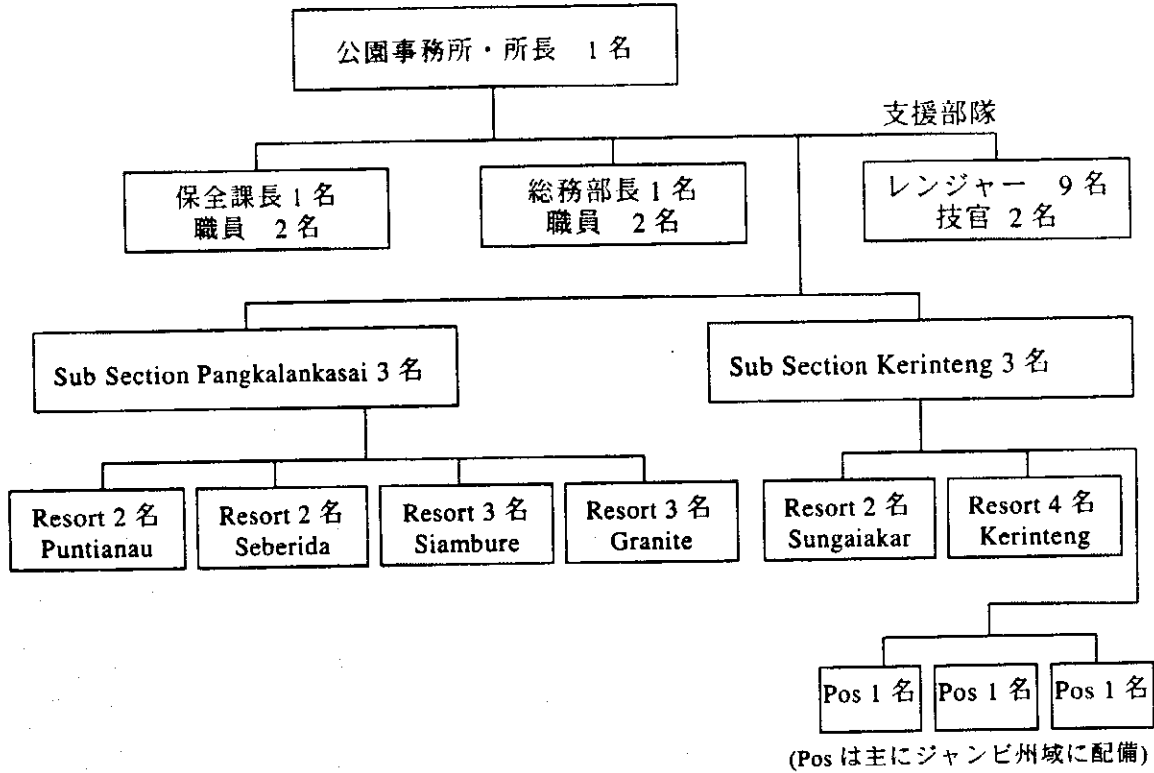 公園事務所・所長 1名
支援部隊
保全課長 1名
職員 2名
総務部長 1名
職員 2名
レンジャー 9名
技官 2名
Sub Section Pangkalankasai 3 名
Sub Section Kerinteng 3 名
Resort 2 名
Puntianau
Resort 2 名
Seberida
Resort 3 名
Siambure
Resort 3 名
Granite
Resort 2 名
Sungaiakar
Resort 4 名
Kerinteng
Pos 1 名
Pos 1 名
Pos 1 名
(Pos は主にジャンビ州域に配備)